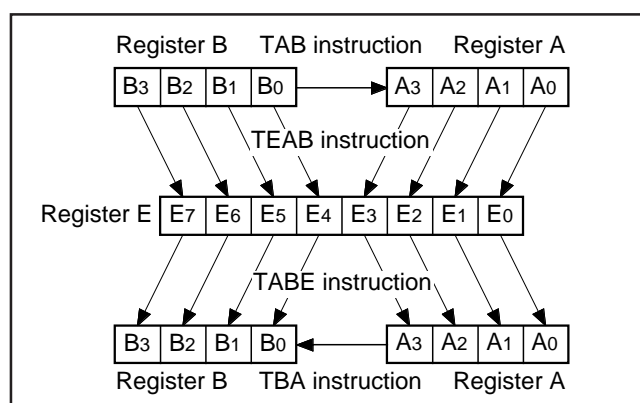 Register B TAB instruction Register A
B3 B2 B1 B0 A3 A2 A1 A0
TEAB instruction
Register E E7 E6 E5 E4 E3 E2 E1 E0
TABE instruction
B3 B2 B1 B0 A3 A2 A1 A0
Register B TBA instruction Register A